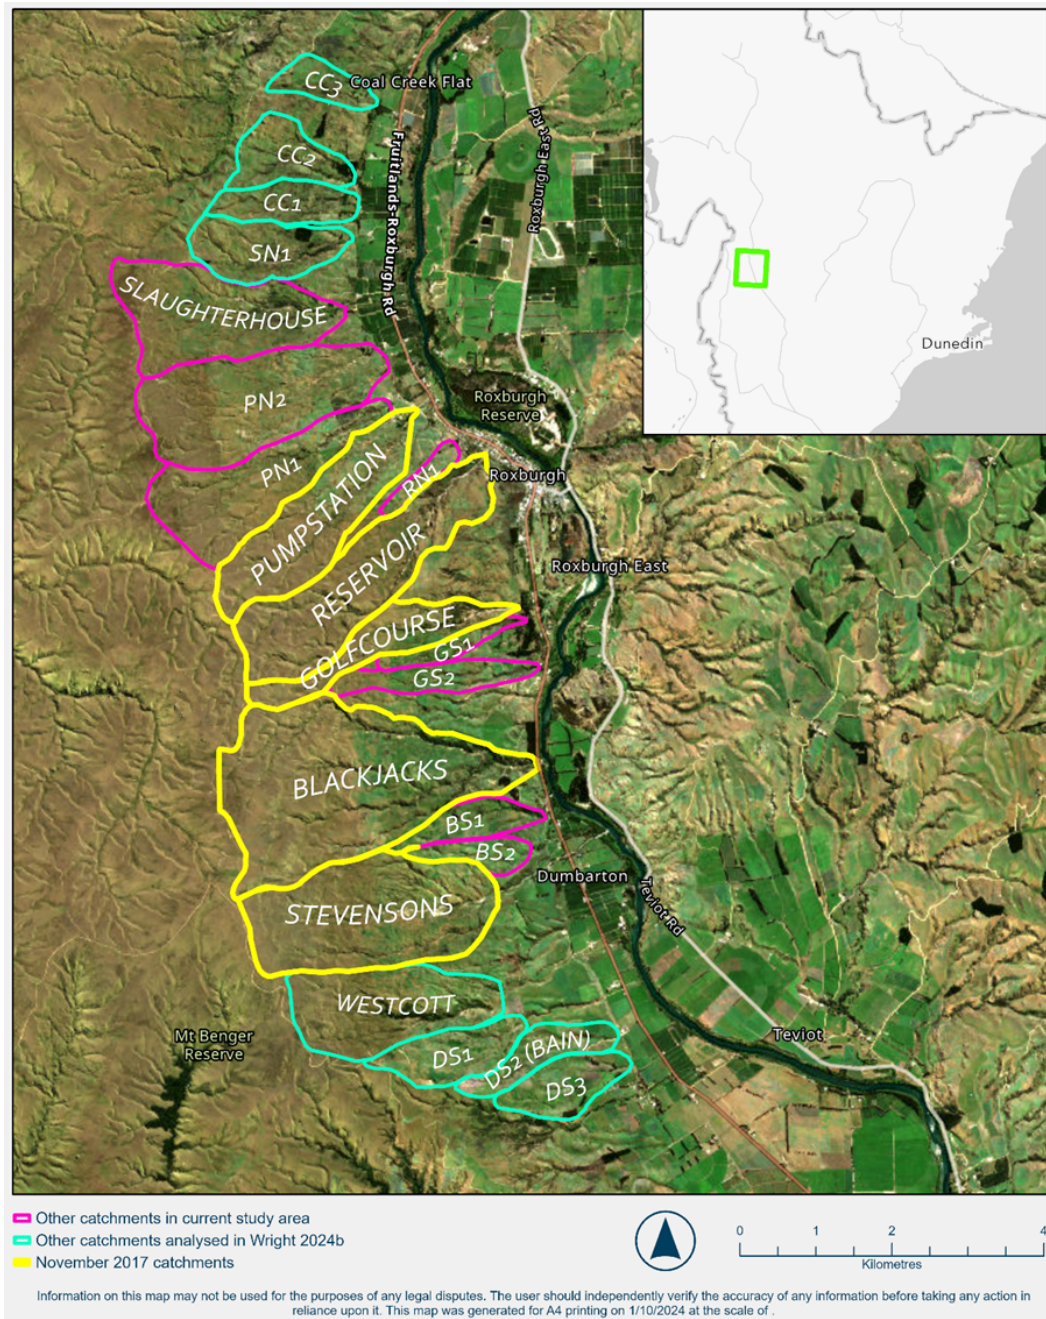 CC3
Coal Creek Flat
CC2
CC1
SN1
Fruitlands-Roxburgh Rd
Roxburgh East Rd
Dunedin
SLAUGHTERHOUSE
PN2
Roxburgh
Reserve
PN1
PUMPSTATION
RN1
Roxburgh
RESERVOIR
Roxburgh East
GOLFCOURSE
GS1
GS2
BLACKJACKS
BS1
BS2
Dumbarton
STEVENSONS
Teviot Rd
WESTCOTT
Mt Benger
Reserve
Teviot
DS1
DS2 (BAIN)
DS3
Other catchments in current study area
Other catchments analysed in Wright 2024b
November 2017 catchments
0 1 2 4
Kilometres
Information on this map may not be used for the purposes of any legal disputes. The user should independently verify the accuracy of any information before taking any action in
reliance upon it. This map was generated for A4 printing on 1/10/2024 at the scale of .